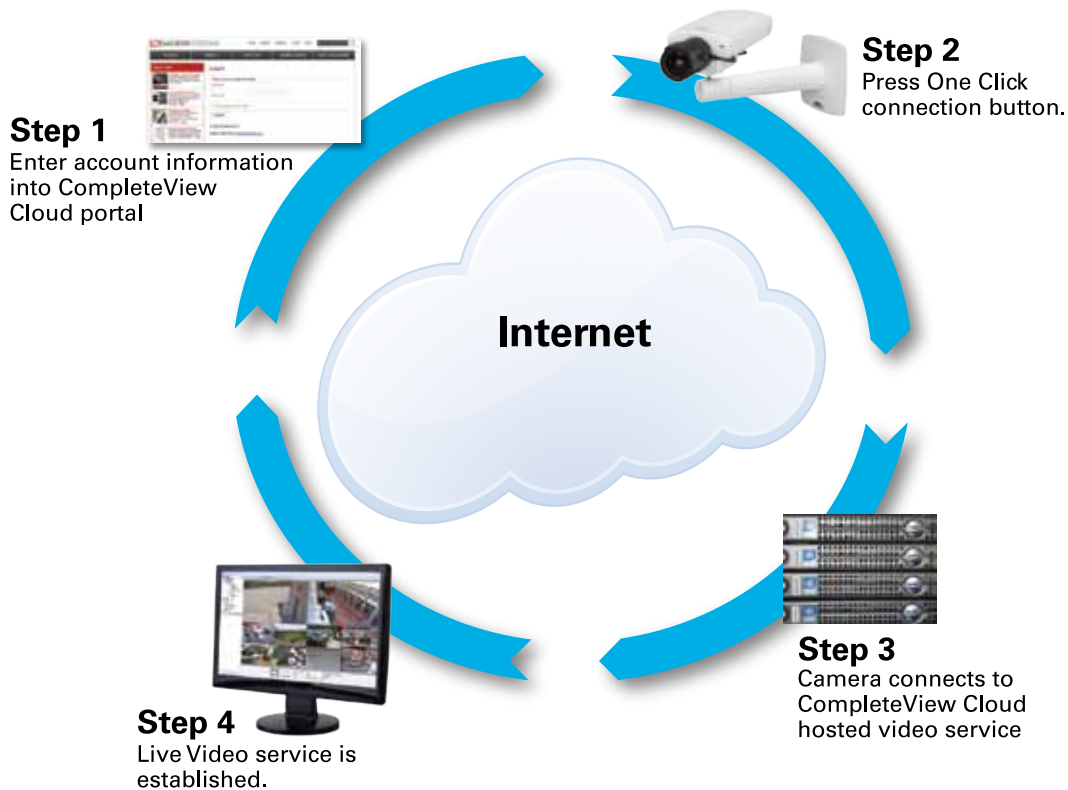 Step 1
Enter account information
into CompleteView
Cloud portal
Step 2
Press One Click
connection button.
Internet
Step 3
Camera connects to
CompleteView Cloud
hosted video service
Step 4
Live Video service is
established.